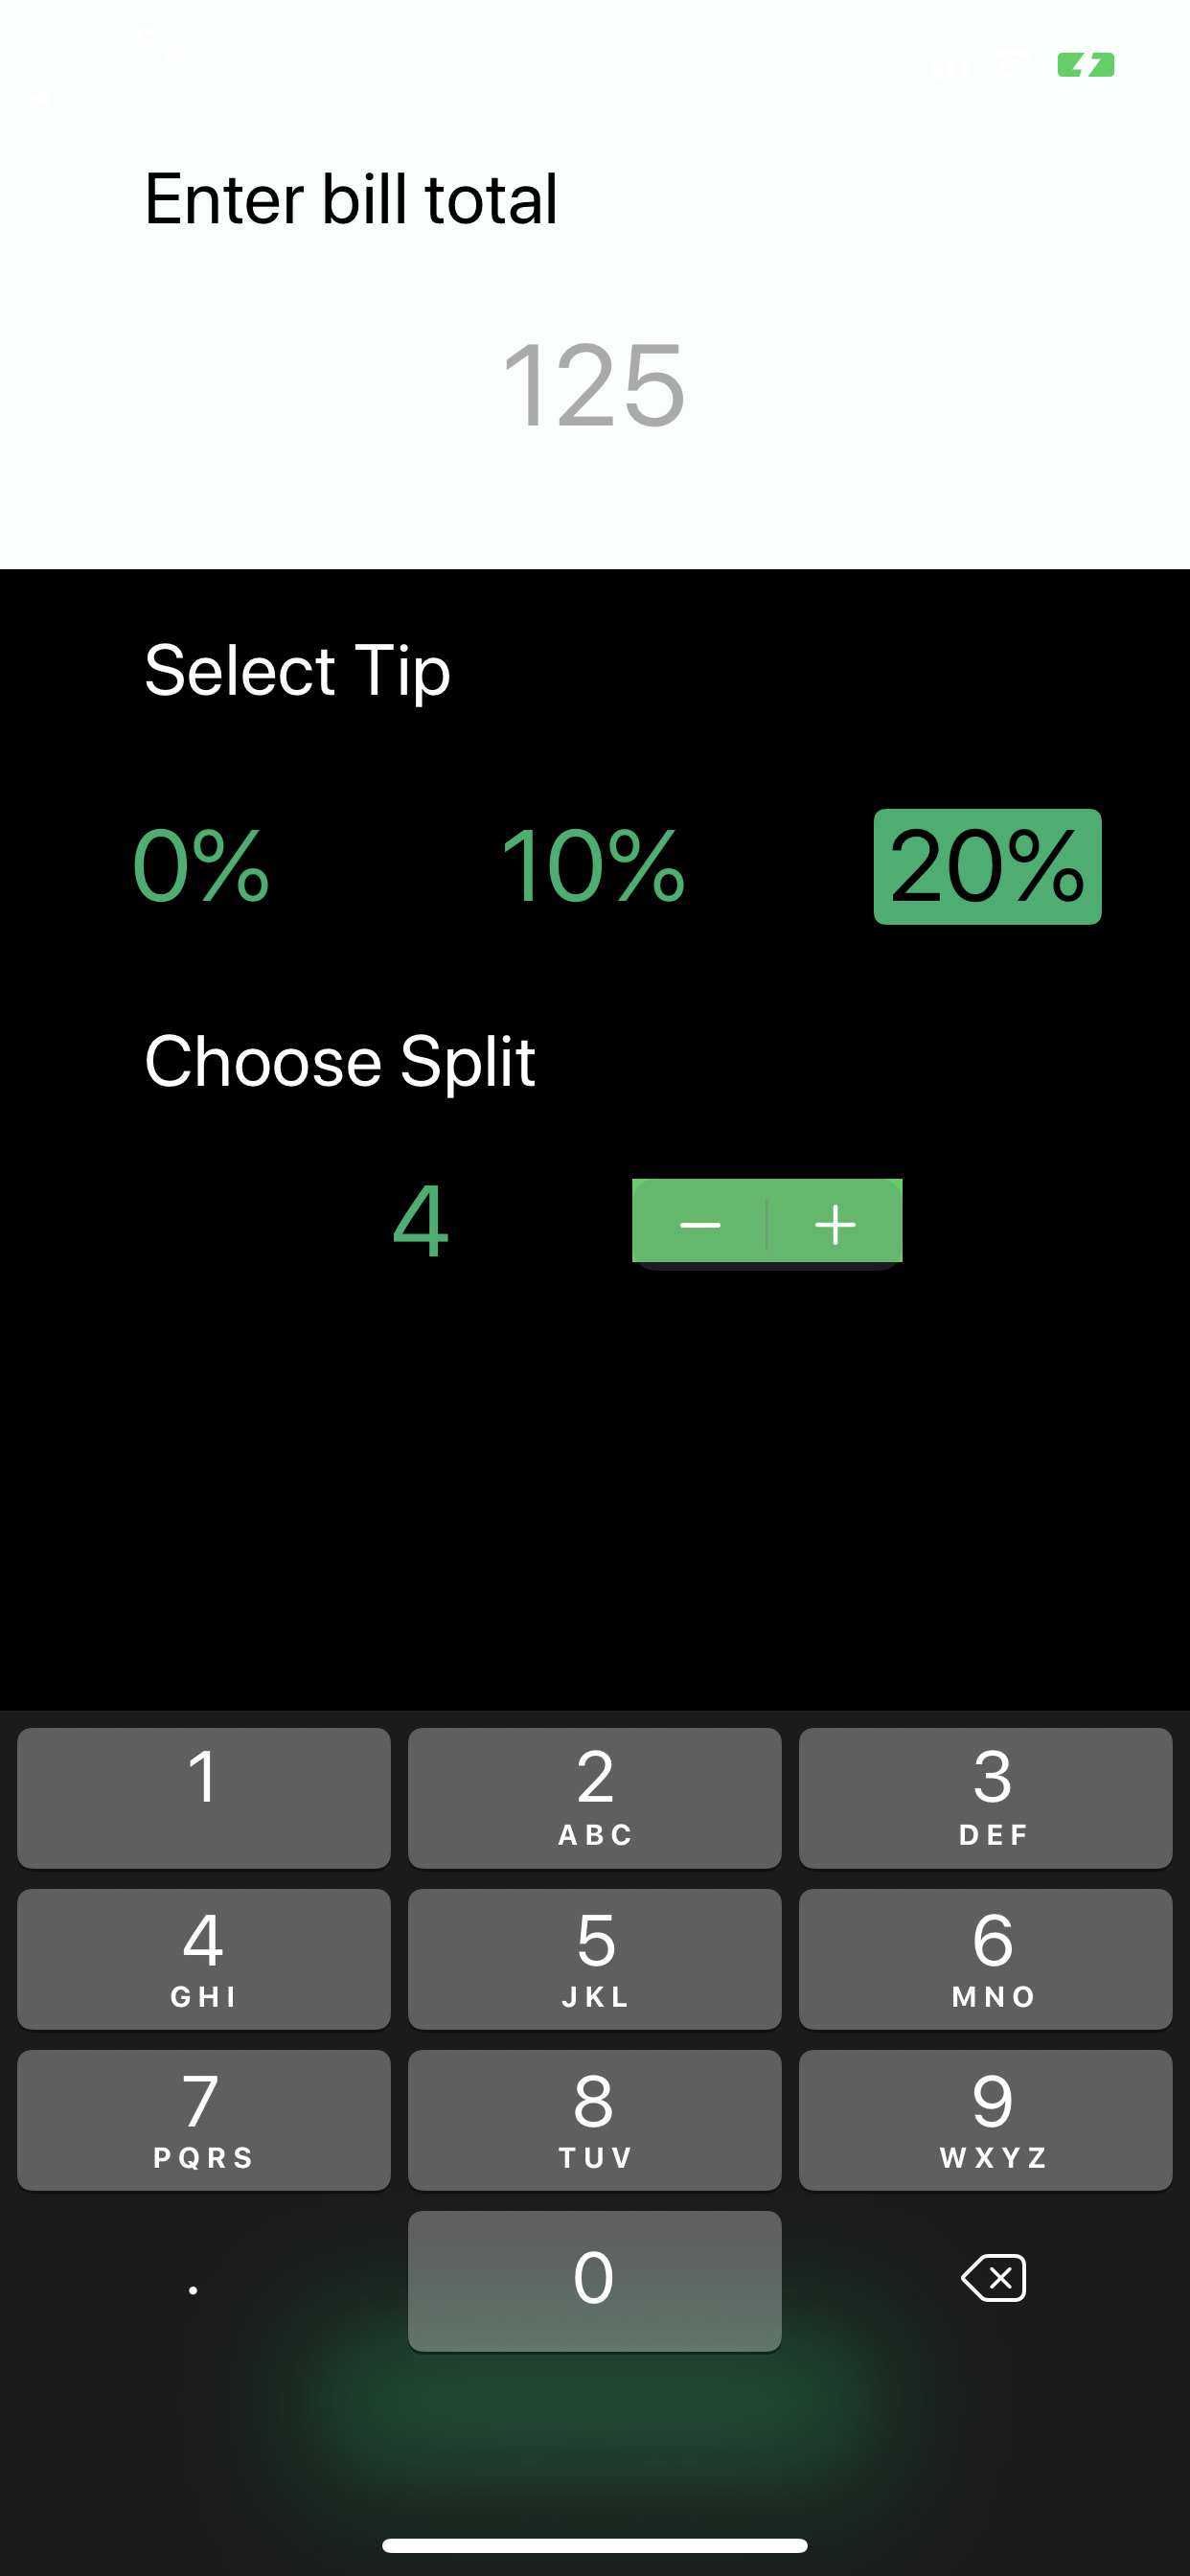 Enter bill total
125
Select Tip
0% 10% 20%
Choose Split
4 − +
1 2 3
ABC DEF
4 5 6
GHI JKL MNO
7 8 9
PQRS TUV WXYZ
. 0